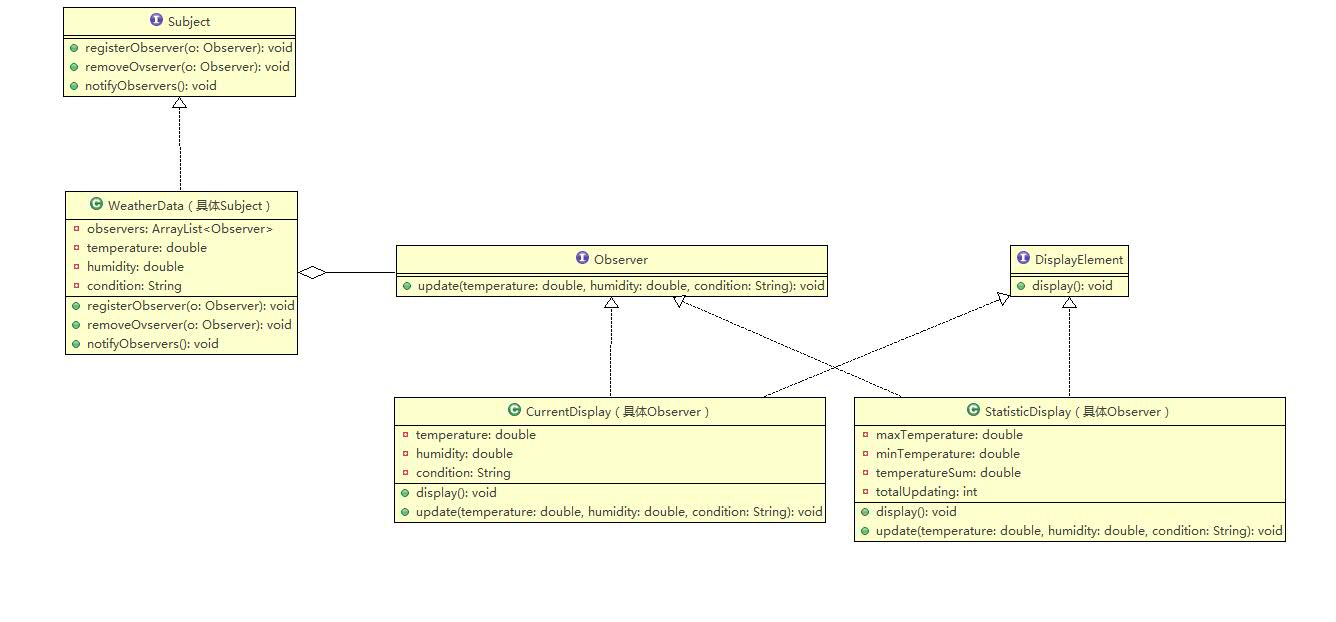 Subject
registerObserver(o: Observer): void
removeOvserver(o: Observer): void
notifyObservers(): void
WeatherData（具体Subject）
observers: ArrayList<Observer>
temperature: double
humidity: double
condition: String
registerObserver(o: Observer): void
removeOvserver(o: Observer): void
notifyObservers(): void
Observer
update(temperature: double, humidity: double, condition: String): void
DisplayElement
display(): void
CurrentDisplay（具体Observer）
temperature: double
humidity: double
condition: String
display(): void
update(temperature: double, humidity: double, condition: String): void
StatisticDisplay（具体Observer）
maxTemperature: double
minTemperature: double
temperatureSum: double
totalUpdating: int
display(): void
update(temperature: double, humidity: double, condition: String): void